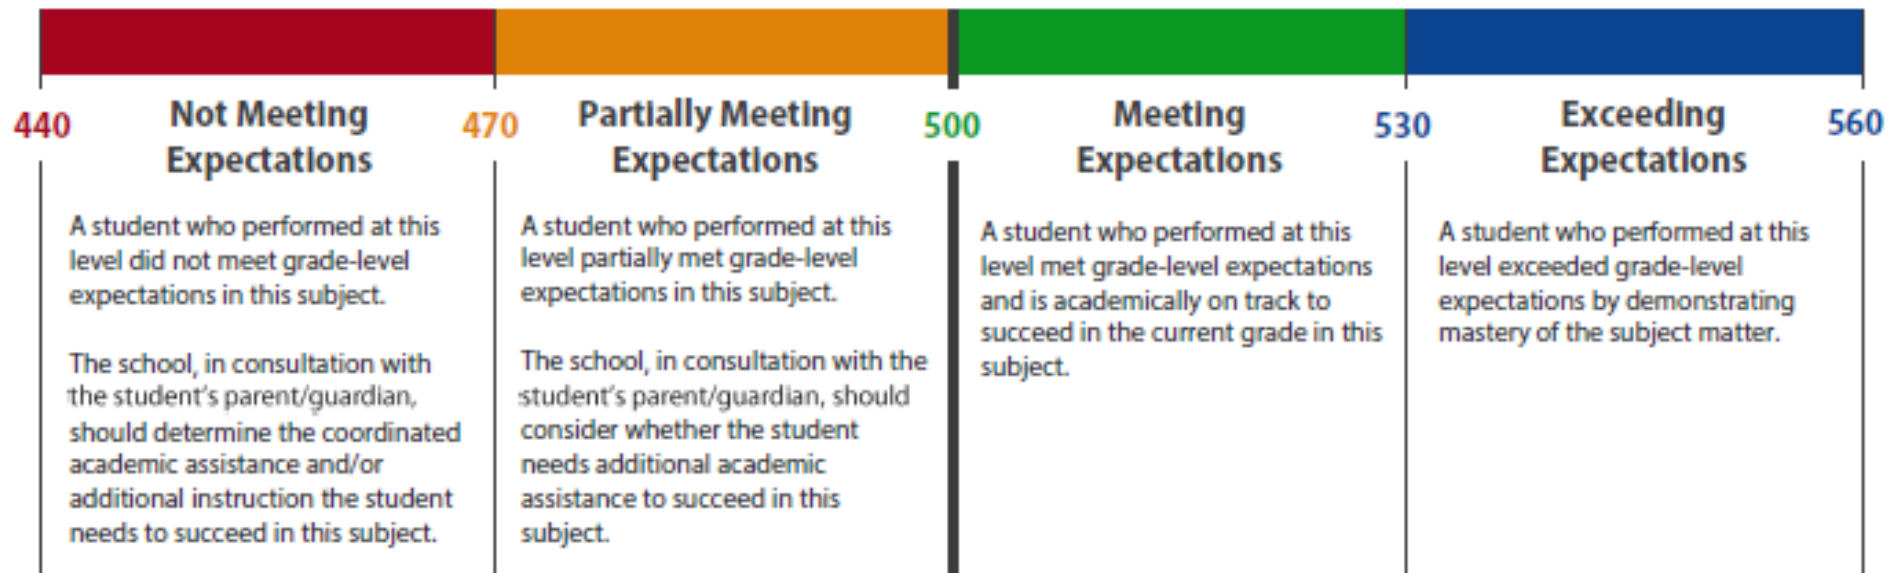 440
Not Meeting
Expectations
470
Partially Meeting
Expectations
500
Meeting
Expectations
530
Exceeding
Expectations
560
A student who performed at this
level did not meet grade-level
expectations in this subject.
The school, in consultation with
the student's parent/guardian,
should determine the coordinated
academic assistance and/or
additional instruction the student
needs to succeed in this subject.
A student who performed at this
level partially met grade-level
expectations in this subject.
The school, in consultation with the
student's parent/guardian, should
consider whether the student
needs additional academic
assistance to succeed in this
subject.
A student who performed at this
level met grade-level expectations
and is academically on track to
succeed in the current grade in this
subject.
A student who performed at this
level exceeded grade-level
expectations by demonstrating
mastery of the subject matter.